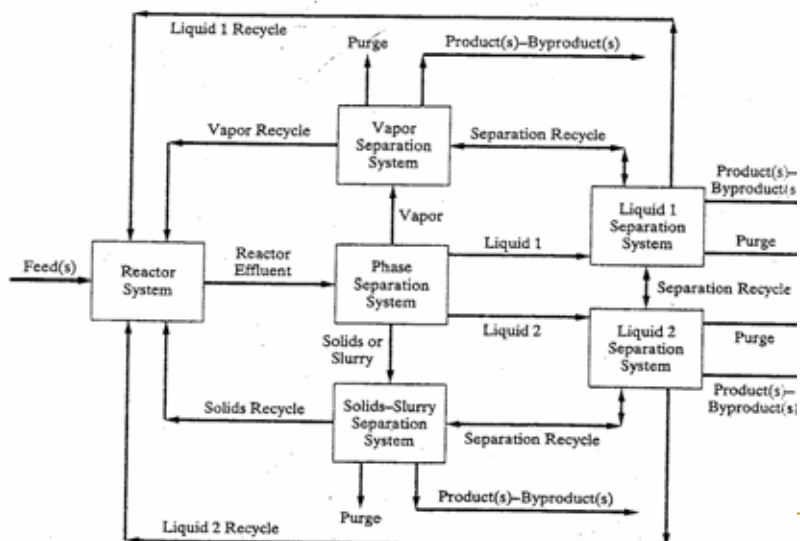 Liquid 1 Recycle
Purge
Product(s)–Byproduct(s)
Vapor Recycle
Vapor
Separation
System
Separation Recycle
Product(s)–
Byproduct(s)
Vapor
Liquid 1
Liquid 1
Separation
System
Purge
Feed(s)
Reactor
System
Reactor
Effluent
Phase
Separation
System
Separation Recycle
Liquid 2
Liquid 2
Separation
System
Purge
Solids or
Slurry
Product(s)–
Byproduct(s)
Solids Recycle
Solids–Slurry
Separation
System
Separation Recycle
Purge
Product(s)–Byproduct(s)
Liquid 2 Recycle